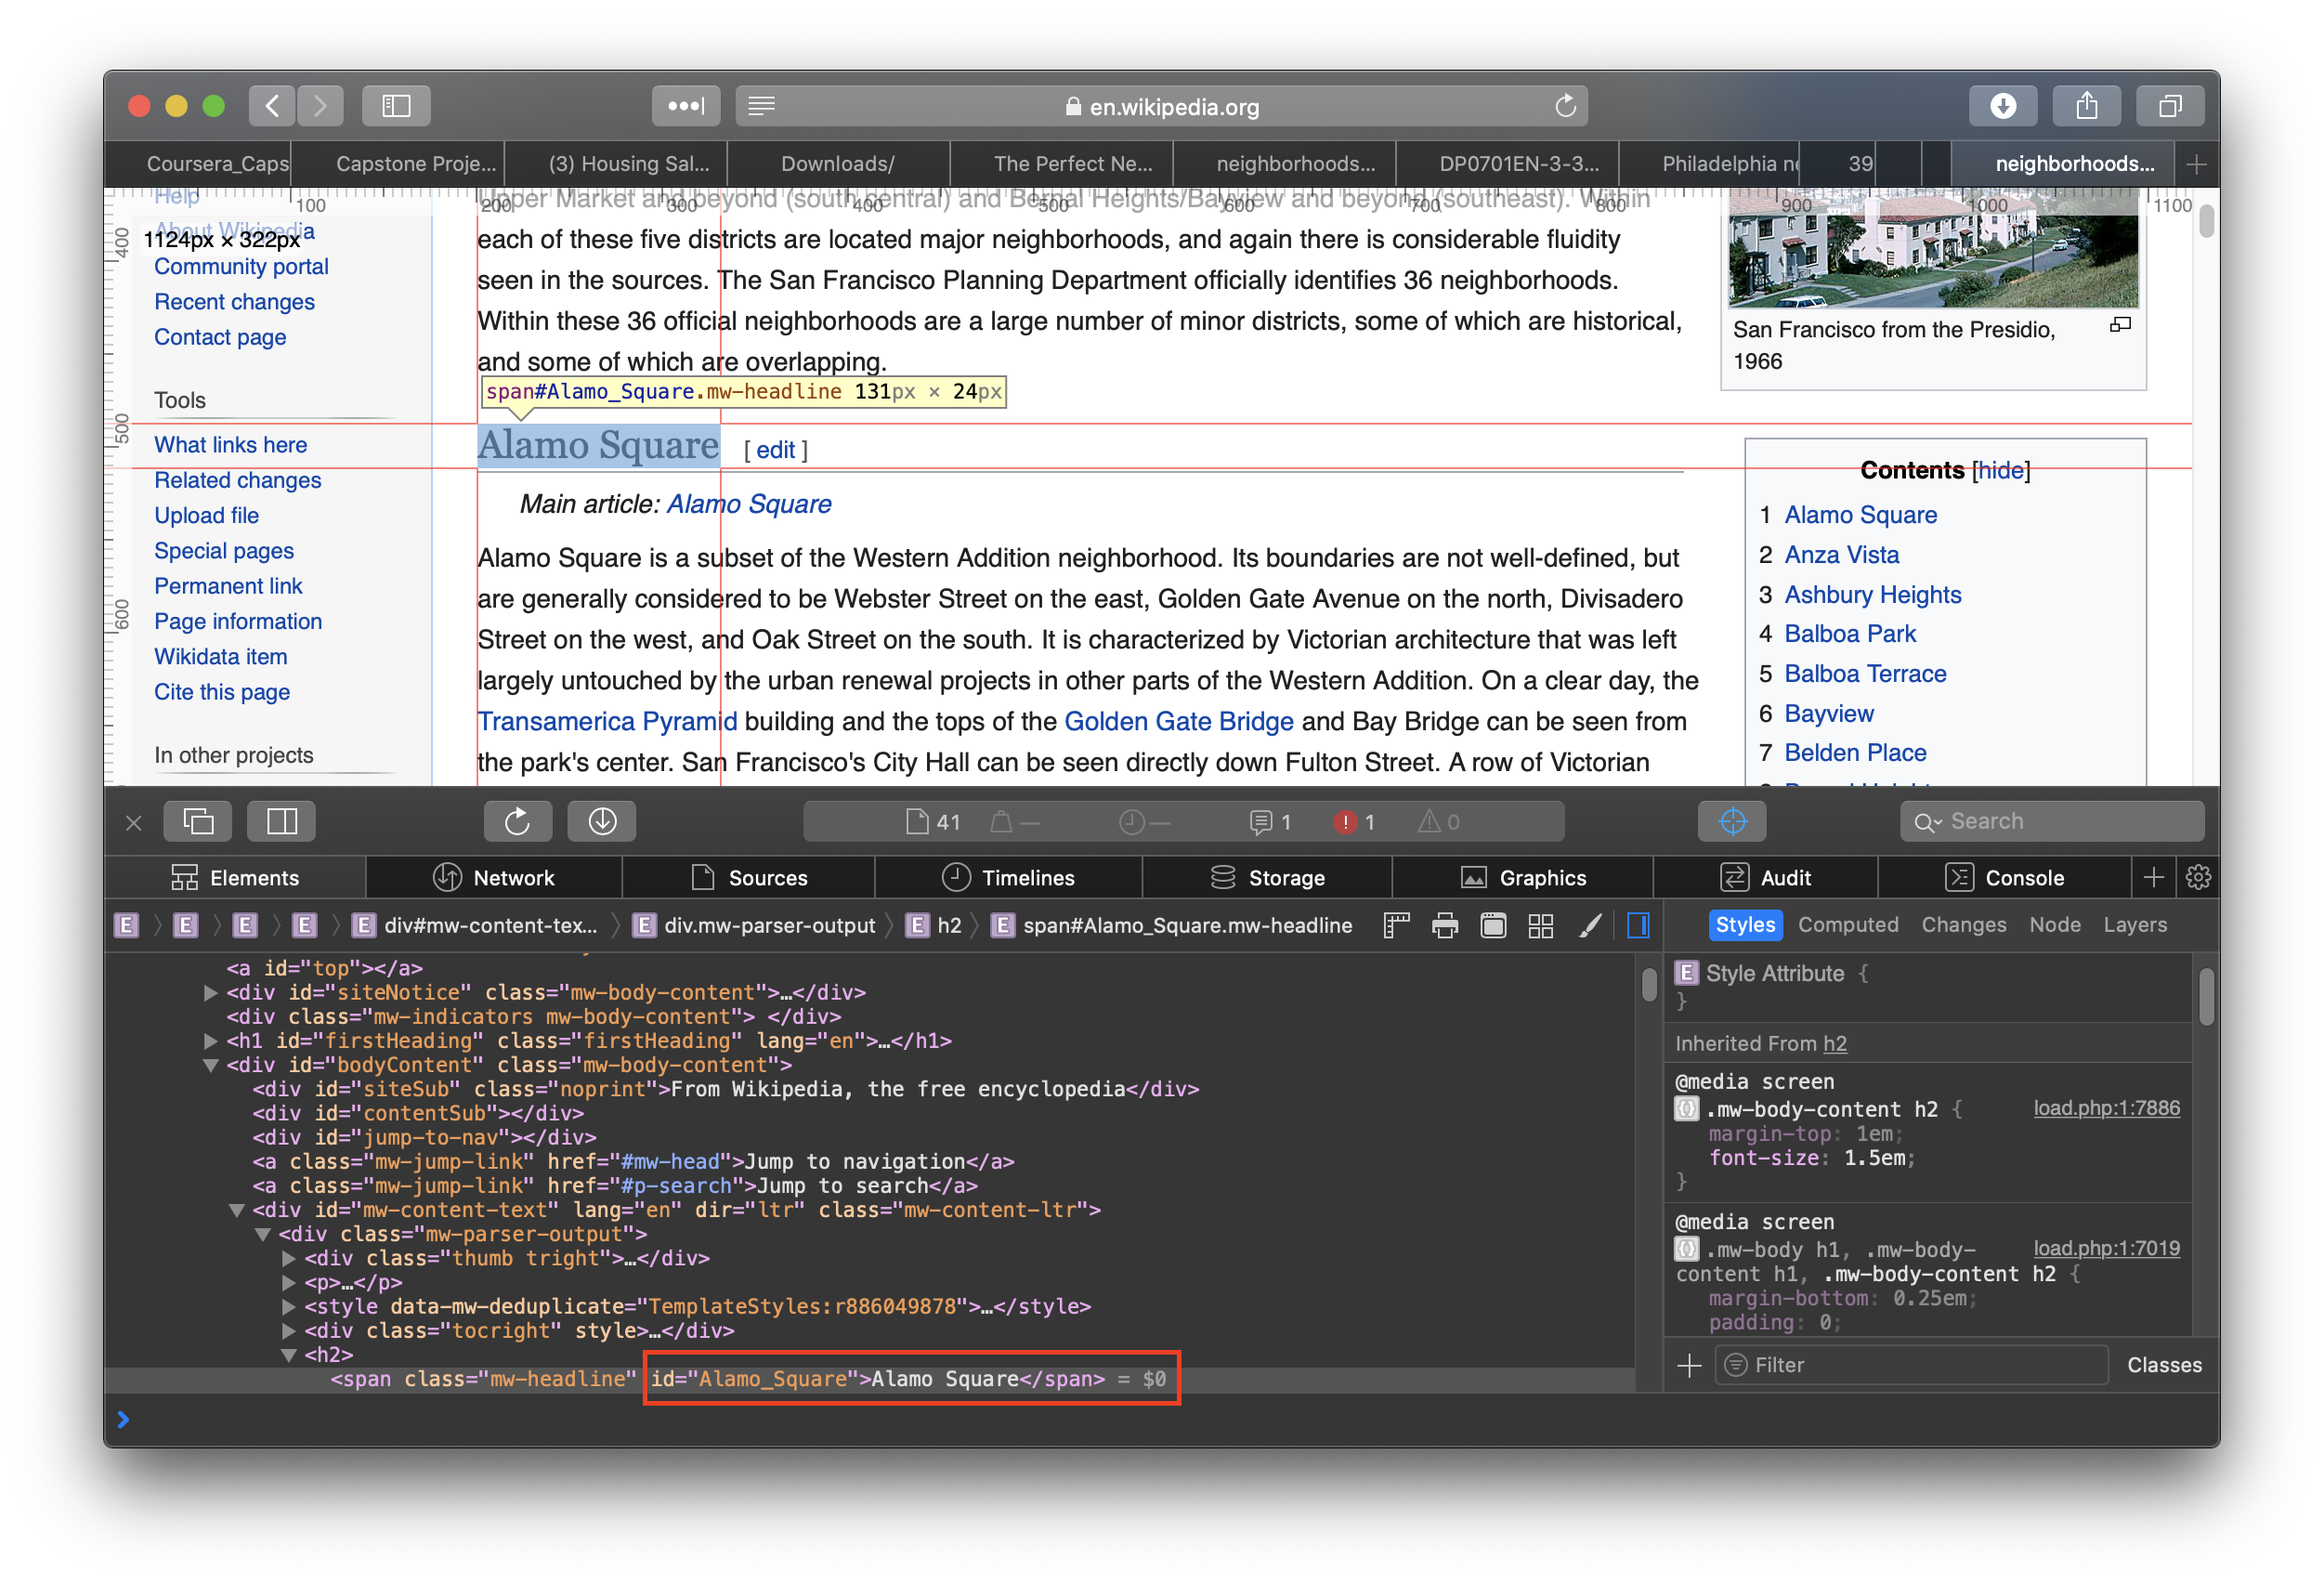 en.wikipedia.org
Coursera_Caps
Capstone Proje...
(3) Housing Sal...
Downloads/
The Perfect Ne...
neighborhoods...
DP0701EN-3-3...
Philadelphia ne
39
neighborhoods...
100 200 300 400 500 600 700 800 900 1000 1100
400
500
600
Help
About Wikipedia
1124px × 322px
Community portal
Recent changes
Contact page
Tools
What links here
Related changes
Upload file
Special pages
Permanent link
Page information
Wikidata item
Cite this page
In other projects
Upper Market and beyond (south central) and Bernal Heights/Bayview and beyond (southeast). Within
each of these five districts are located major neighborhoods, and again there is considerable fluidity
seen in the sources. The San Francisco Planning Department officially identifies 36 neighborhoods.
Within these 36 official neighborhoods are a large number of minor districts, some of which are historical,
and some of which are overlapping.
span#Alamo_Square.mw-headline 131px × 24px
Alamo Square [ edit ]
Main article: Alamo Square
Alamo Square is a subset of the Western Addition neighborhood. Its boundaries are not well-defined, but
are generally considered to be Webster Street on the east, Golden Gate Avenue on the north, Divisadero
Street on the west, and Oak Street on the south. It is characterized by Victorian architecture that was left
largely untouched by the urban renewal projects in other parts of the Western Addition. On a clear day, the
Transamerica Pyramid building and the tops of the Golden Gate Bridge and Bay Bridge can be seen from
the park's center. San Francisco's City Hall can be seen directly down Fulton Street. A row of Victorian
San Francisco from the Presidio,
1966
Contents [hide]
1 Alamo Square
2 Anza Vista
3 Ashbury Heights
4 Balboa Park
5 Balboa Terrace
6 Bayview
7 Belden Place
41 — — 1 1 0
Search
Elements
Network
Sources
Timelines
Storage
Graphics
Audit
Console
E E E E E div#mw-content-tex... E div.mw-parser-output E h2 E span#Alamo_Square.mw-headline
<a id="top"></a>
<div id="siteNotice" class="mw-body-content">…</div>
<div class="mw-indicators mw-body-content"> </div>
<h1 id="firstHeading" class="firstHeading" lang="en">…</h1>
<div id="bodyContent" class="mw-body-content">
<div id="siteSub" class="noprint">From Wikipedia, the free encyclopedia</div>
<div id="contentSub"></div>
<div id="jump-to-nav"></div>
<a class="mw-jump-link" href="#mw-head">Jump to navigation</a>
<a class="mw-jump-link" href="#p-search">Jump to search</a>
<div id="mw-content-text" lang="en" dir="ltr" class="mw-content-ltr">
<div class="mw-parser-output">
<div class="thumb tright">…</div>
<p>…</p>
<style data-mw-deduplicate="TemplateStyles:r886049878">…</style>
<div class="tocright" style>…</div>
<h2>
<span class="mw-headline" id="Alamo_Square">Alamo Square</span> = $0
Styles Computed Changes Node Layers
E Style Attribute {
}
Inherited From h2
@media screen
.mw-body-content h2 { load.php:1:7886
margin-top: 1em;
font-size: 1.5em;
}
@media screen
.mw-body h1, .mw-body- load.php:1:7019
content h1, .mw-body-content h2 {
margin-bottom: 0.25em;
padding: 0;
Filter
Classes